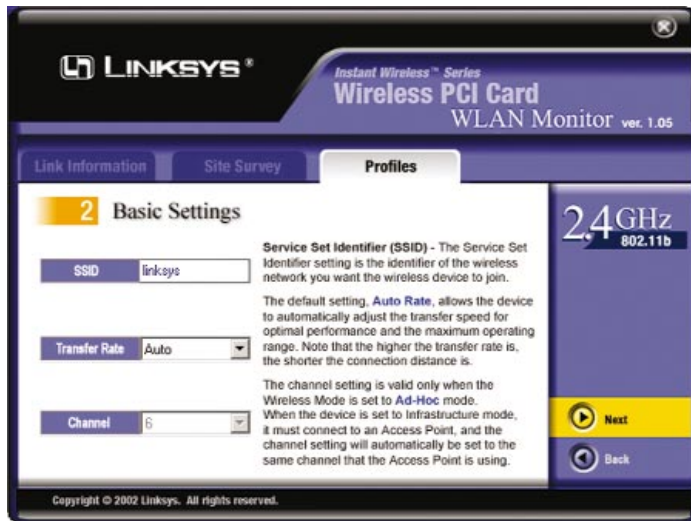 LINKSYS®
Instant Wireless™ Series
Wireless PCI Card
WLAN Monitor ver. 1.05
Link Information
Site Survey
Profiles
2 Basic Settings
2.4GHz
802.11b
SSID
linksys
Service Set Identifier (SSID) - The Service Set
Identifier setting is the identifier of the wireless
network you want the wireless device to join.
Transfer Rate
Auto
The default setting, Auto Rate, allows the device
to automatically adjust the transfer speed for
optimal performance and the maximum operating
range. Note that the higher the transfer rate is,
the shorter the connection distance is.
Channel
6
The channel setting is valid only when the
Wireless Mode is set to Ad-Hoc mode.
When the device is set to Infrastructure mode,
it must connect to an Access Point, and the
channel setting will automatically be set to the
same channel that the Access Point is using.
Next
Back
Copyright © 2002 Linksys. All rights reserved.